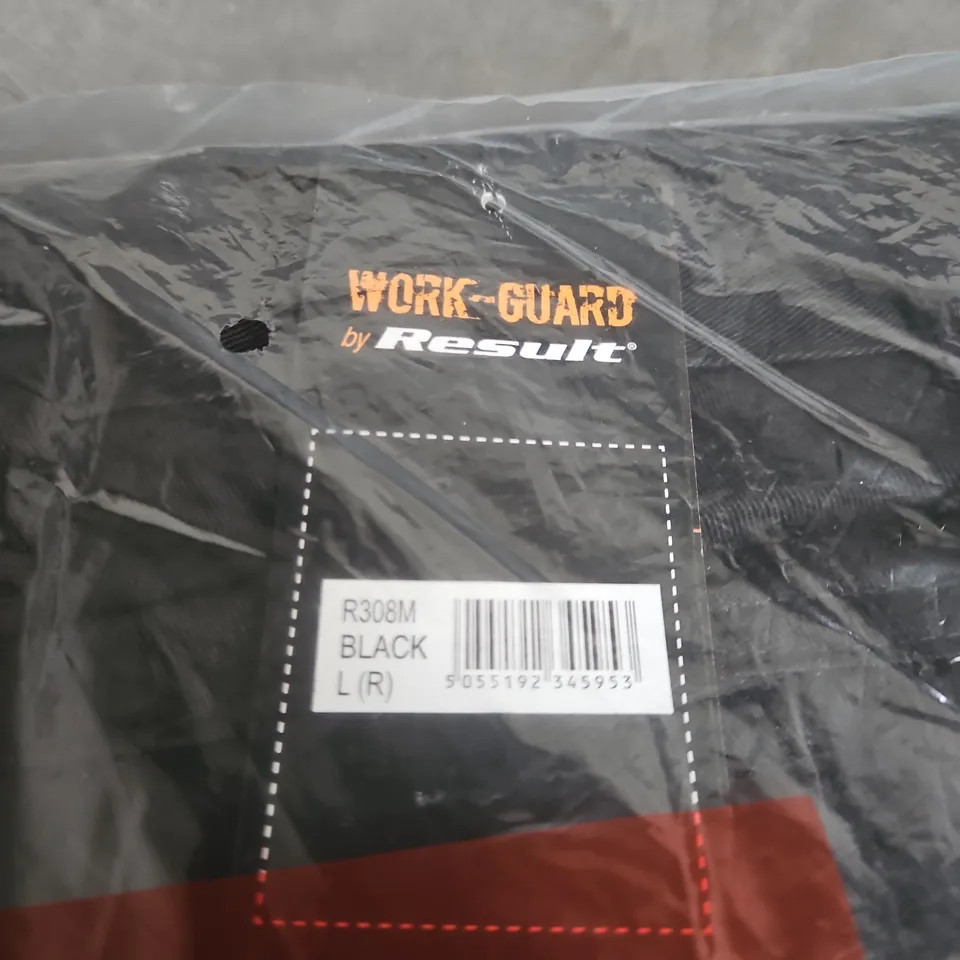 WORK-GUARD
by Result®
R308M
BLACK
L (R)
5 055192 345953